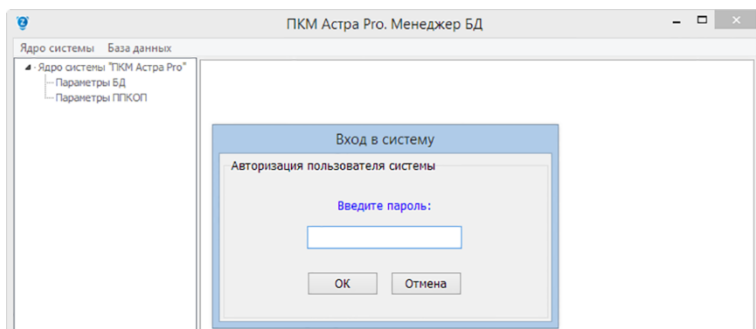 ПКМ Астра Pro. Менеджер БД
Ядро системы База данных
Ядро системы "ПКМ Астра Pro"
Параметры БД
Параметры ППКОП
Вход в систему
Авторизация пользователя системы
Введите пароль:
ОК Отмена